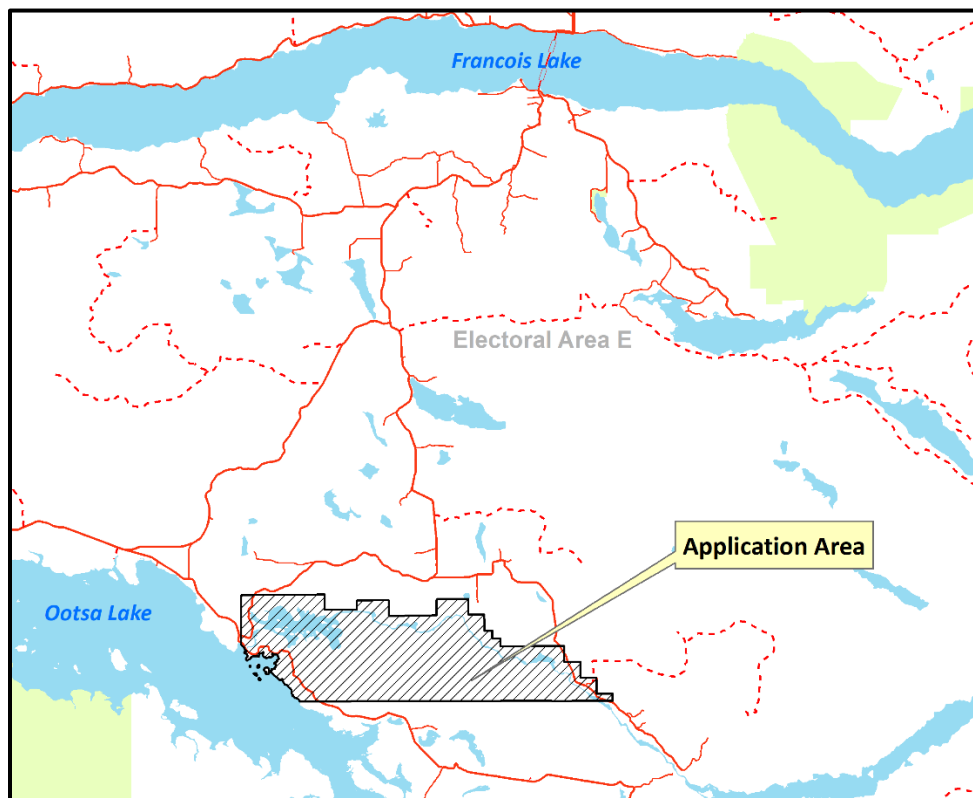 Francois Lake
Electoral Area E
Application Area
Ootsa Lake